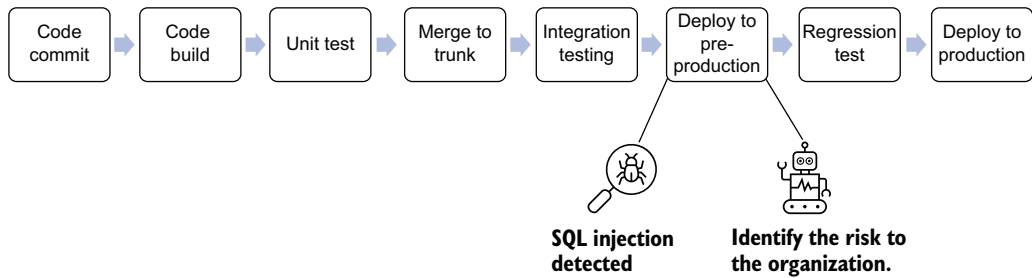 Code
commit
Code
build
Unit test
Merge to
trunk
Integration
testing
Deploy to
pre-
production
Regression
test
Deploy to
production
SQL injection
detected
Identify the risk to
the organization.